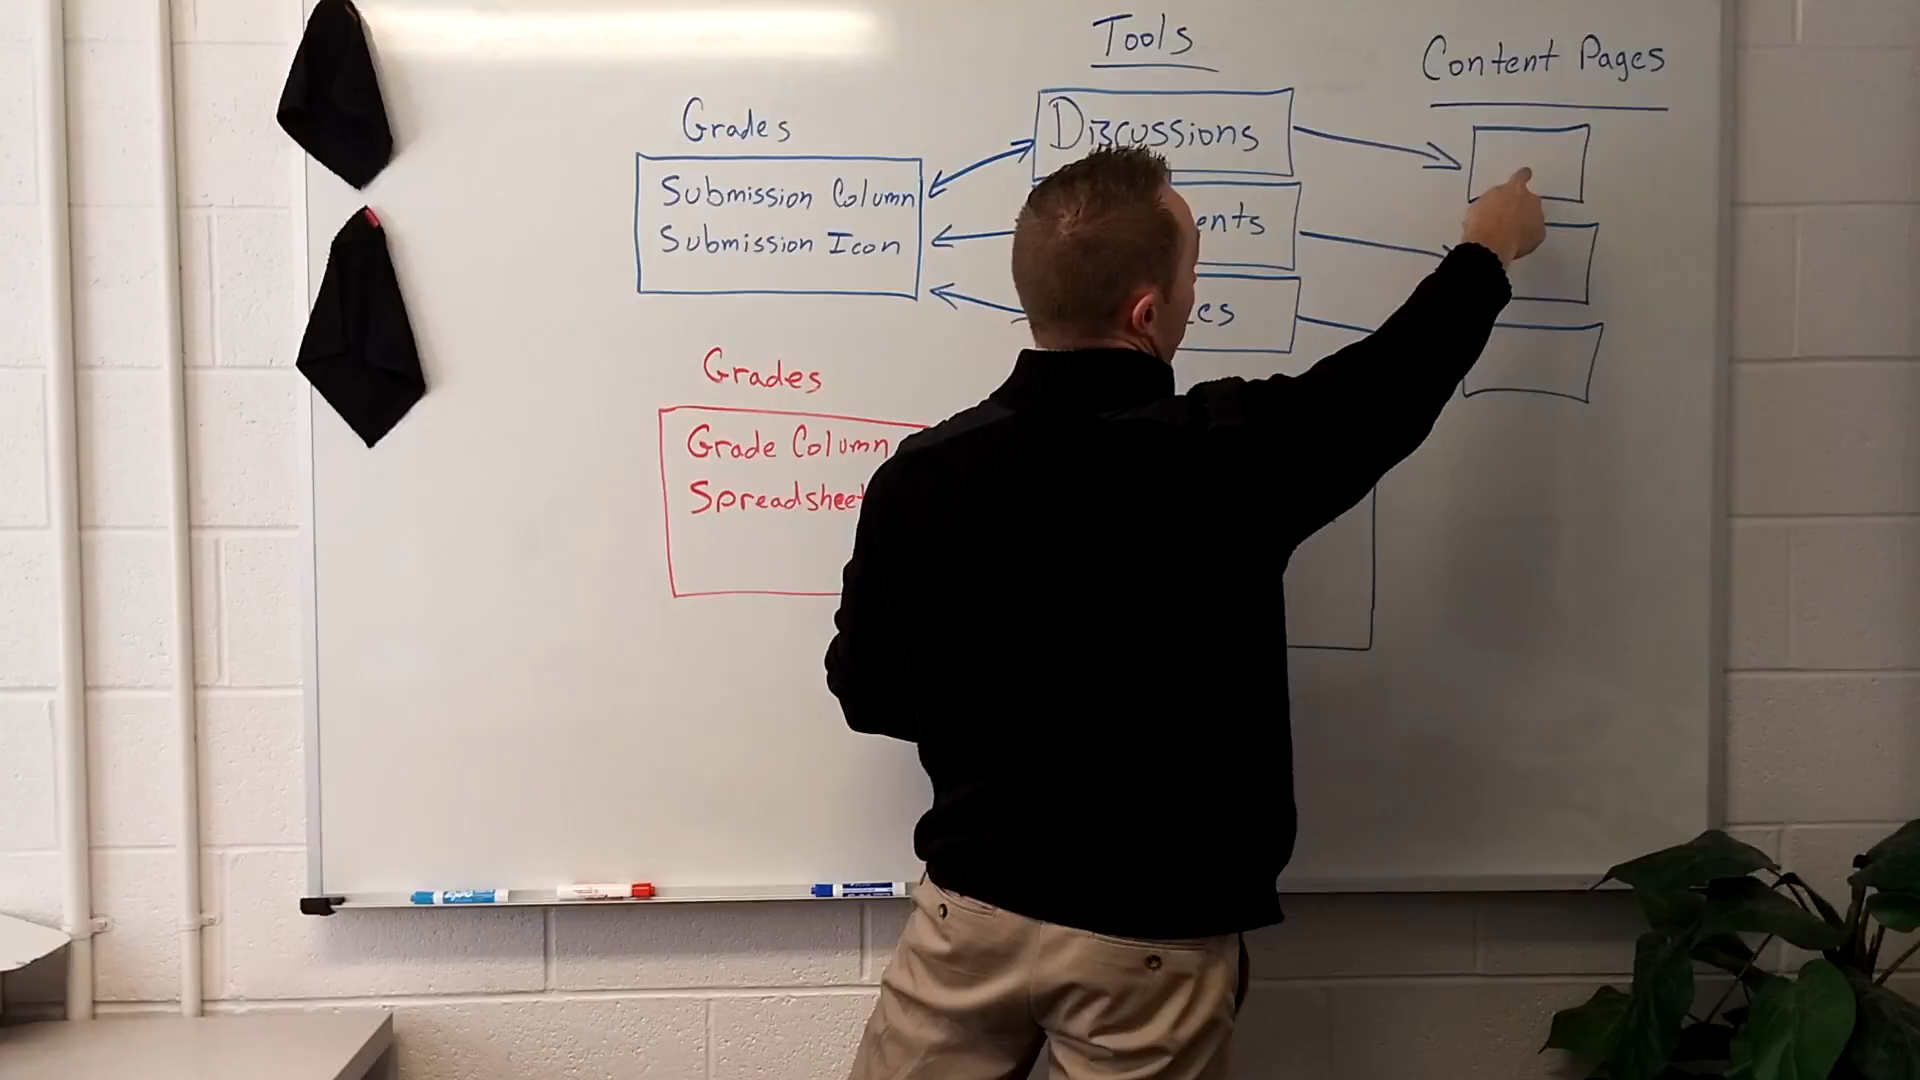 Tools
Content Pages
Grades
Discussions
Submission Column
Submission Icon
ents
es
Grades
Grade Column
Spreadsheet